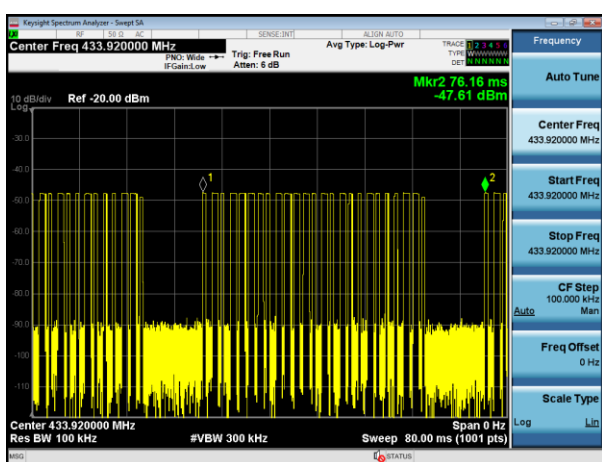 Keysight Spectrum Analyzer - Swept SA
RF 50 Ω AC SENSE:INT ALIGN AUTO
Center Freq 433.920000 MHz
PNO: Wide
IFGain:Low
Trig: Free Run
Atten: 6 dB
Avg Type: Log-Pwr
TRACE 1 2 3 4 5 6
TYPE WWWWWW
DET N N N N N N
Mkr2 76.16 ms
-47.61 dBm
10 dB/div Ref -20.00 dBm
Log
1
2
-30.0
-40.0
-50.0
-60.0
-70.0
-80.0
-90.0
-100
-110
Center 433.920000 MHz Span 0 Hz
Res BW 100 kHz #VBW 300 kHz Sweep 80.00 ms (1001 pts)
MSG STATUS
Frequency
Auto Tune
Center Freq
433.920000 MHz
Start Freq
433.920000 MHz
Stop Freq
433.920000 MHz
CF Step
100.000 kHz
Auto Man
Freq Offset
0 Hz
Scale Type
Log Lin